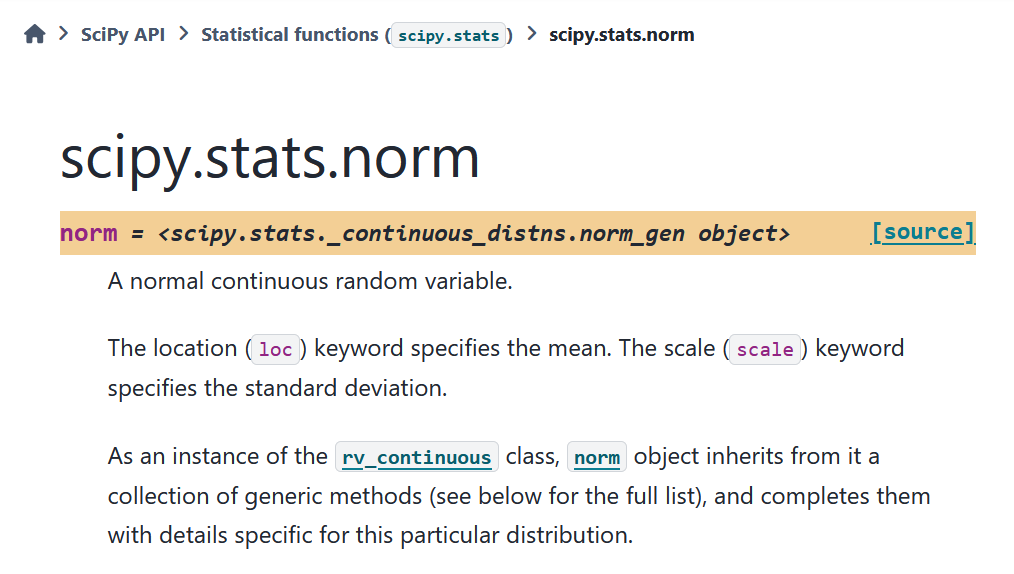 SciPy API > Statistical functions (scipy.stats) > scipy.stats.norm
scipy.stats.norm
norm = <scipy.stats._continuous_distns.norm_gen object> [source]
A normal continuous random variable.
The location (loc) keyword specifies the mean. The scale (scale) keyword
specifies the standard deviation.
As an instance of the rv_continuous class, norm object inherits from it a
collection of generic methods (see below for the full list), and completes them
with details specific for this particular distribution.